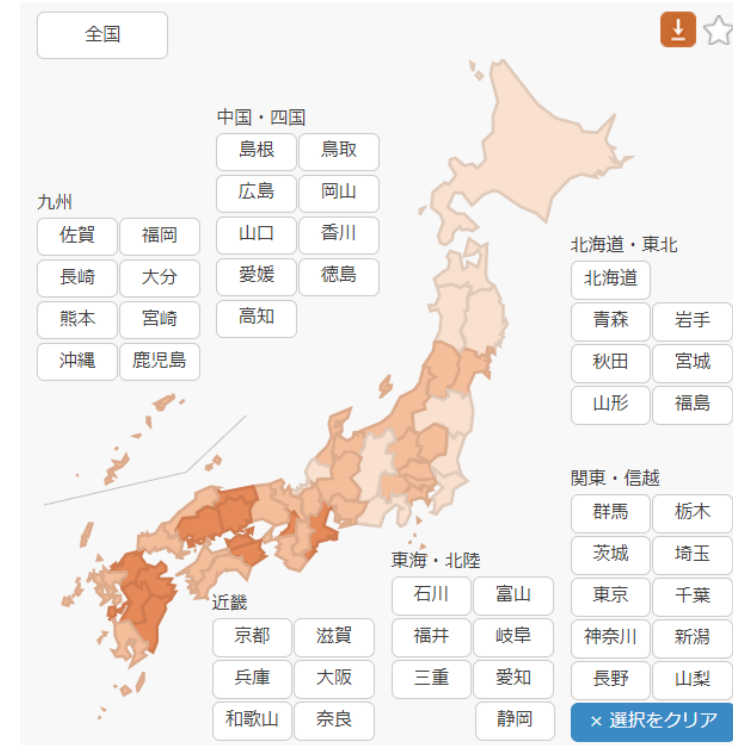 全国
中国・四国
島根 鳥取
広島 岡山
山口 香川
愛媛 徳島
高知
九州
佐賀 福岡
長崎 大分
熊本 宮崎
沖縄 鹿児島
北海道・東北
北海道
青森 岩手
秋田 宮城
山形 福島
関東・信越
群馬 栃木
茨城 埼玉
東京 千葉
神奈川 新潟
長野 山梨
× 選択をクリア
東海・北陸
石川 富山
福井 岐阜
三重 愛知
静岡
近畿
京都 滋賀
兵庫 大阪
和歌山 奈良